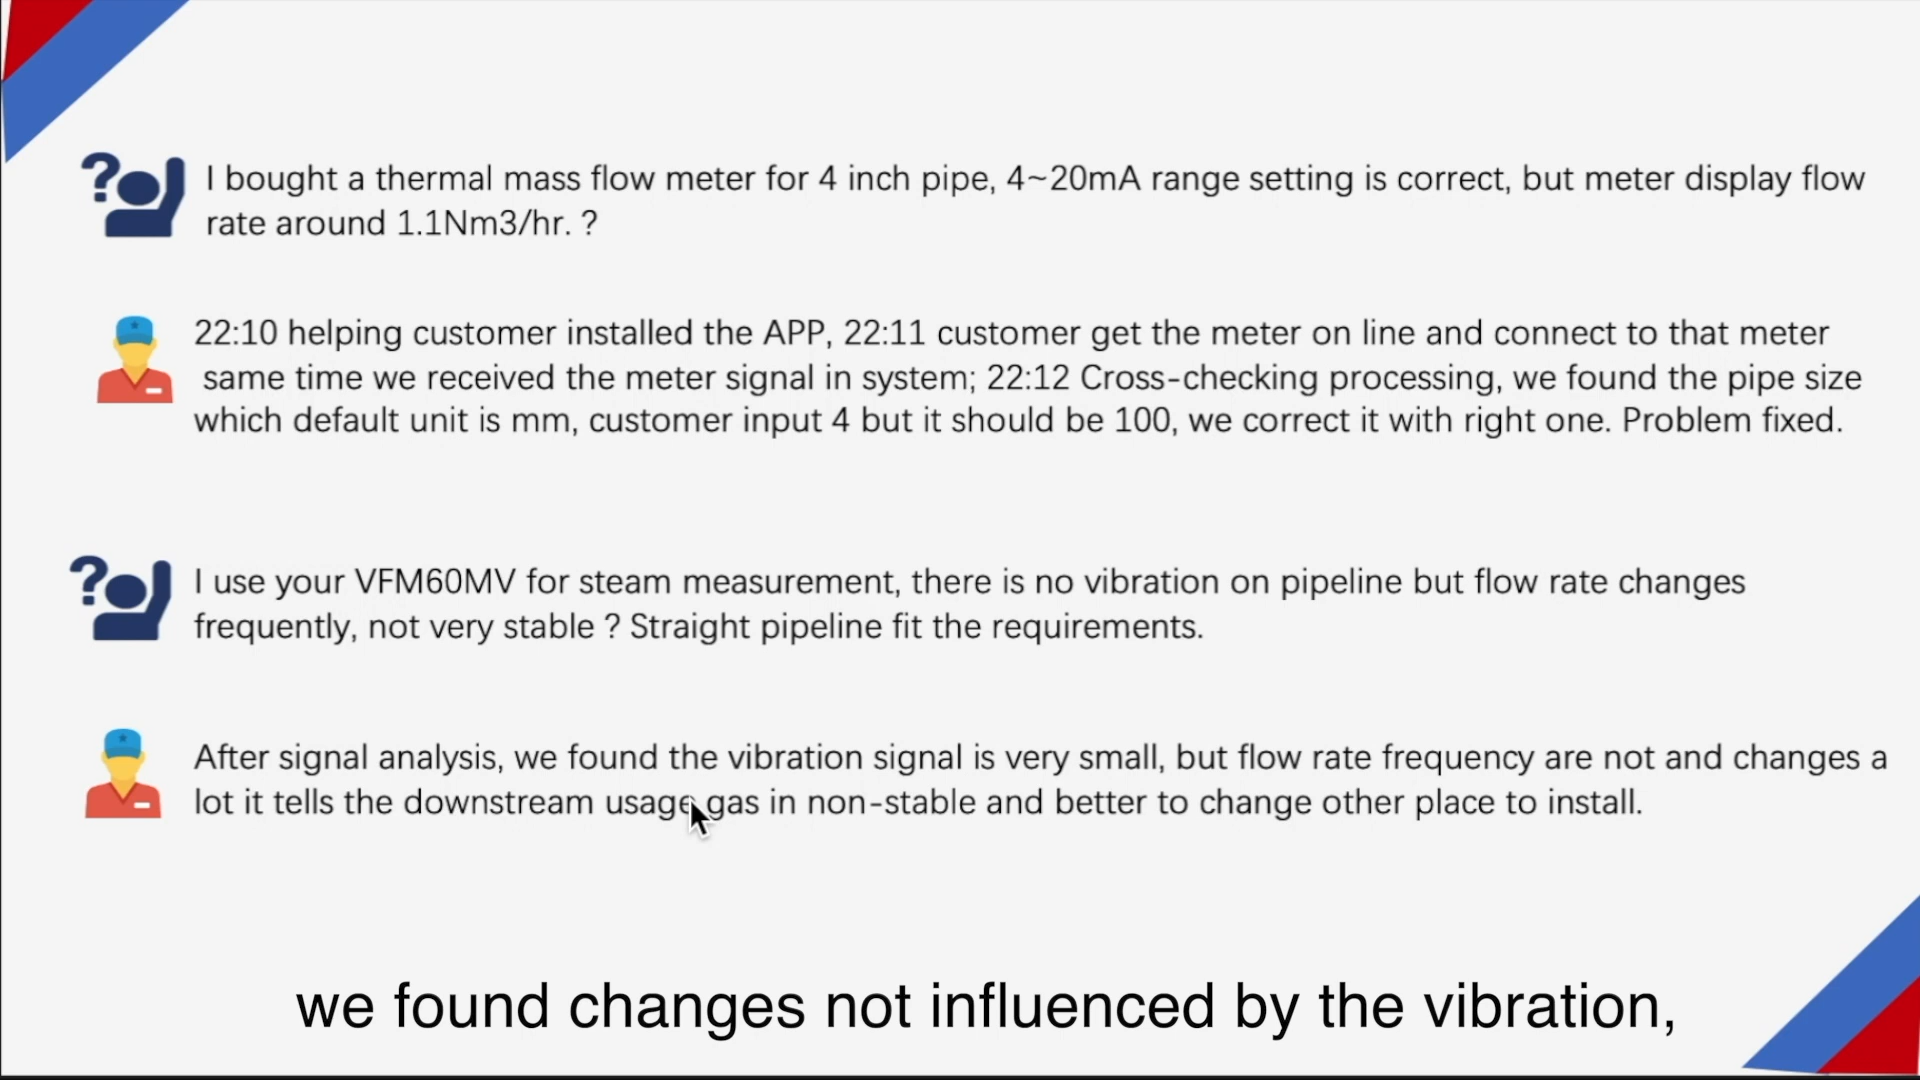 I bought a thermal mass flow meter for 4 inch pipe, 4~20mA range setting is correct, but meter display flow
rate around 1.1Nm3/hr. ?
22:10 helping customer installed the APP, 22:11 customer get the meter on line and connect to that meter
same time we received the meter signal in system; 22:12 Cross-checking processing, we found the pipe size
which default unit is mm, customer input 4 but it should be 100, we correct it with right one. Problem fixed.
I use your VFM60MV for steam measurement, there is no vibration on pipeline but flow rate changes
frequently, not very stable ? Straight pipeline fit the requirements.
After signal analysis, we found the vibration signal is very small, but flow rate frequency are not and changes a
lot it tells the downstream usage gas in non-stable and better to change other place to install.
we found changes not influenced by the vibration,